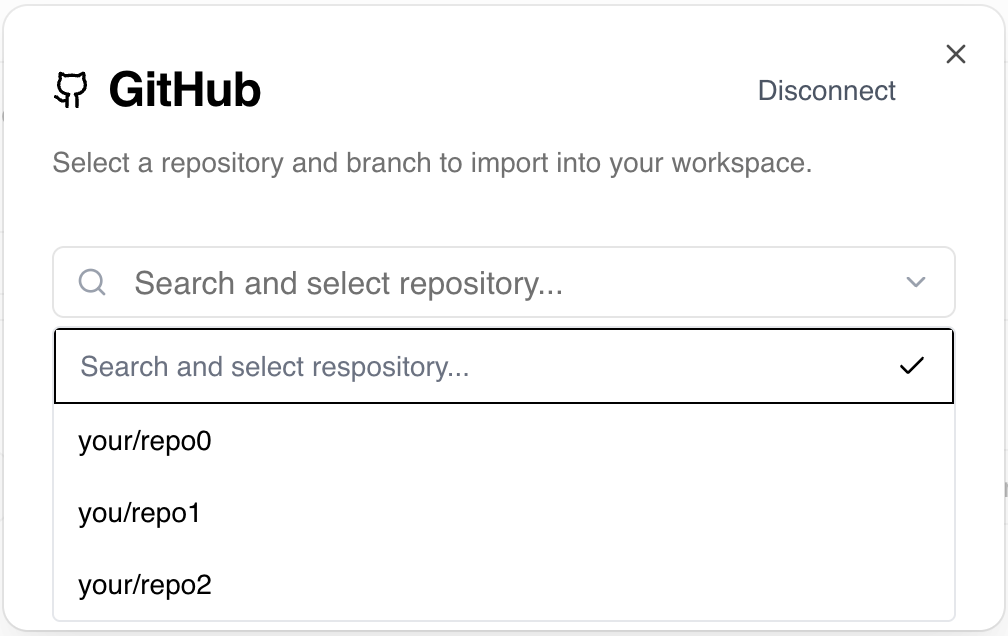 GitHub
Disconnect
Select a repository and branch to import into your workspace.
Search and select repository...
Search and select respository...
your/repo0
you/repo1
your/repo2